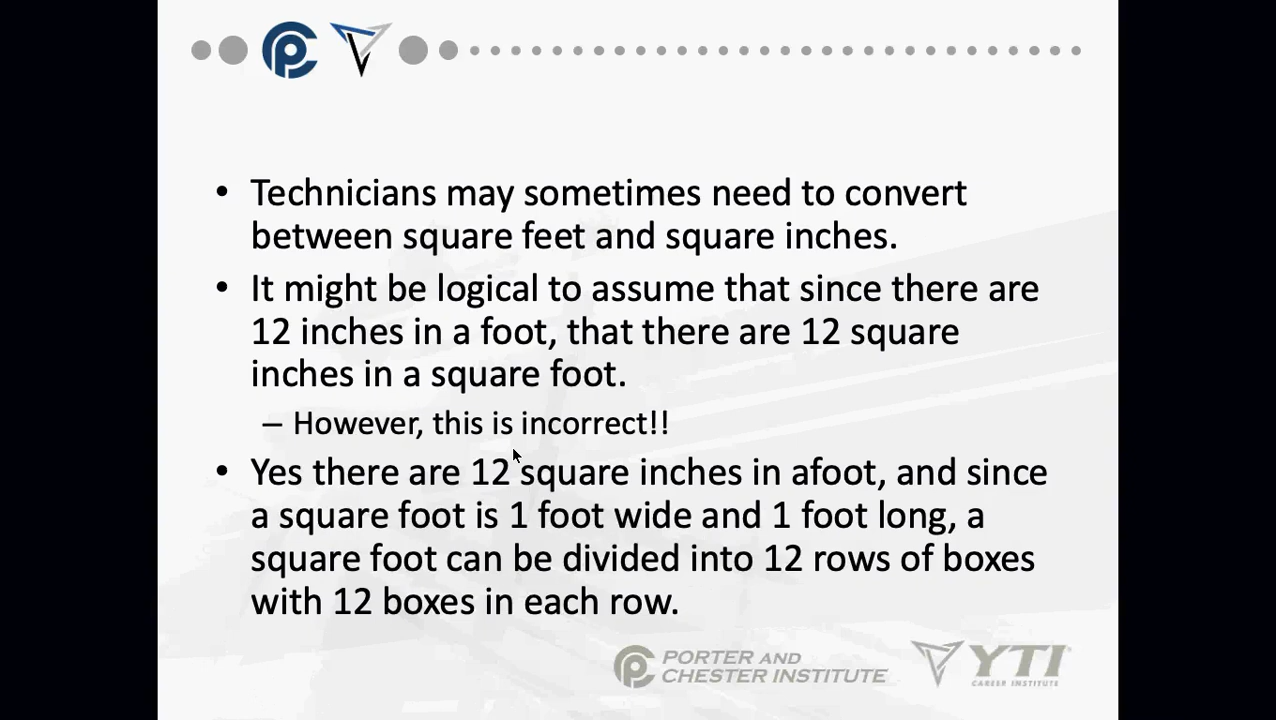 • Technicians may sometimes need to convert
between square feet and square inches.
• It might be logical to assume that since there are
12 inches in a foot, that there are 12 square
inches in a square foot.
– However, this is incorrect!!
• Yes there are 12 square inches in afoot, and since
a square foot is 1 foot wide and 1 foot long, a
square foot can be divided into 12 rows of boxes
with 12 boxes in each row.
PORTER AND
CHESTER INSTITUTE
YTI
CAREER INSTITUTE